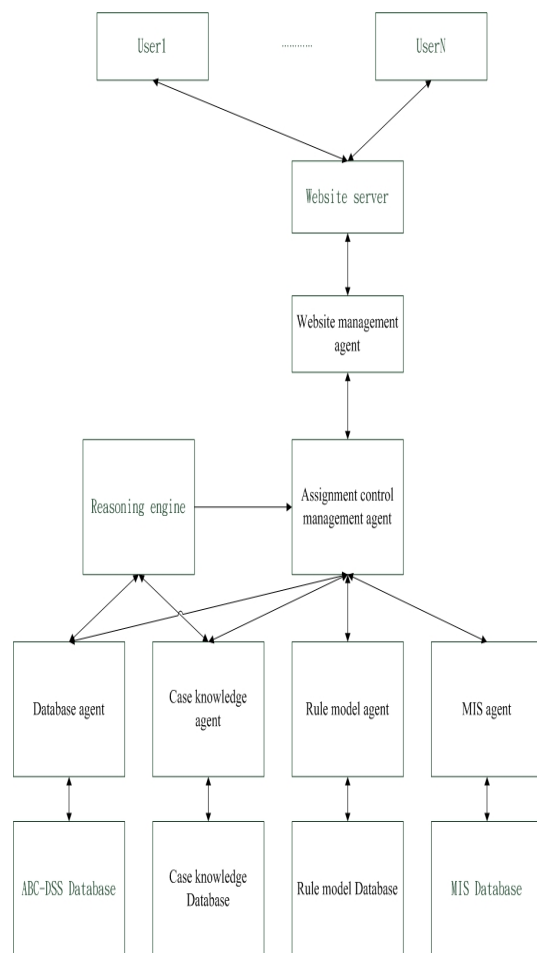 User1
............
UserN
Website server
Website management
agent
Reasoning engine
Assignment control
management agent
Database agent
Case knowledge
agent
Rule model agent
MIS agent
ABC-DSS Database
Case knowledge
Database
Rule model Database
MIS Database